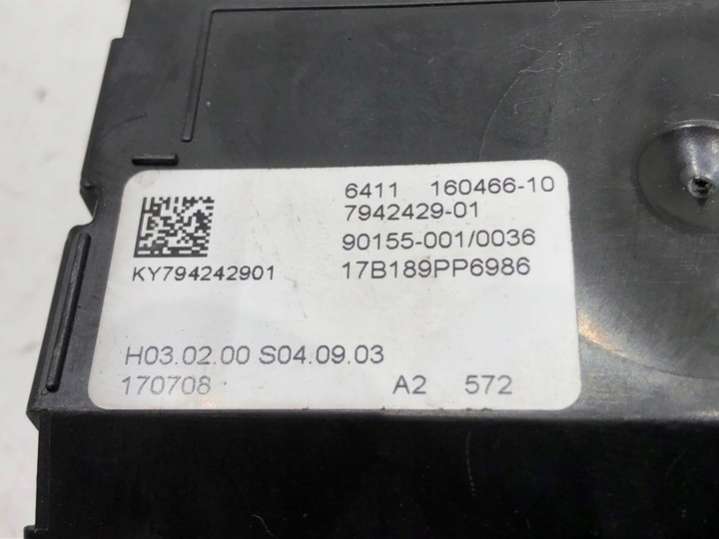 6411 160466-10
7942429-01
90155-001/0036
KY794242901 17B189PP6986
H03.02.00 S04.09.03
170708 A2 572